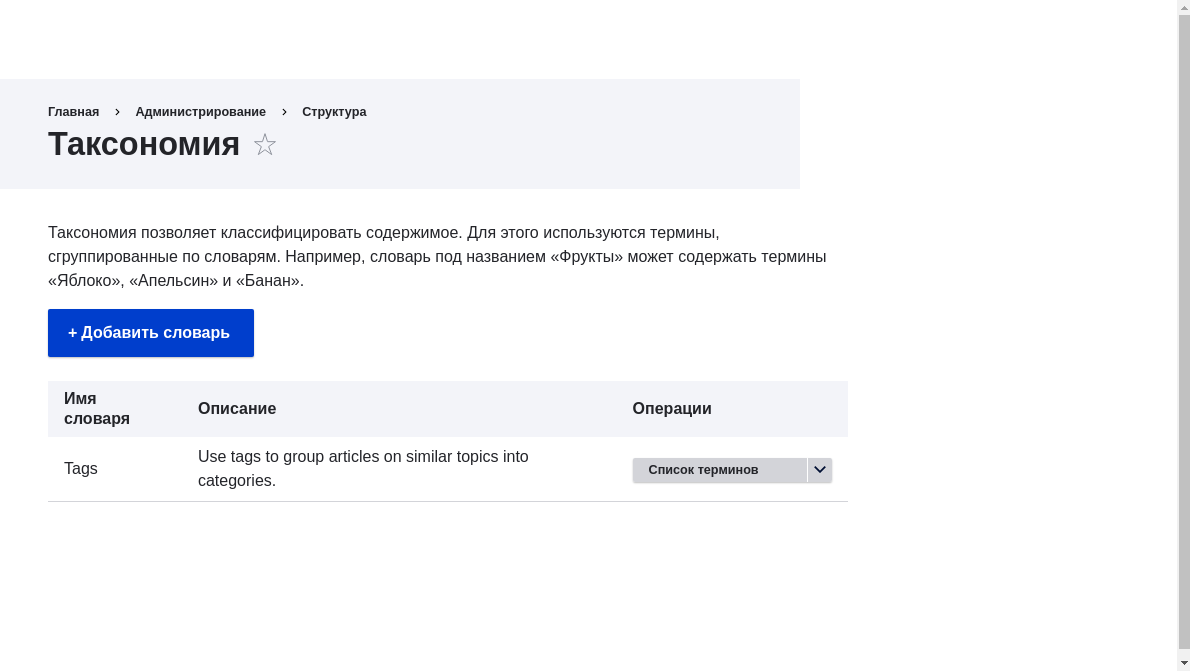 Главная › Администрирование › Структура
Таксономия ☆
Таксономия позволяет классифицировать содержимое. Для этого используются термины,
сгруппированные по словарям. Например, словарь под названием «Фрукты» может содержать термины
«Яблоко», «Апельсин» и «Банан».
+ Добавить словарь
Имя
словаря
Описание
Операции
Tags
Use tags to group articles on similar topics into
categories.
Список терминов